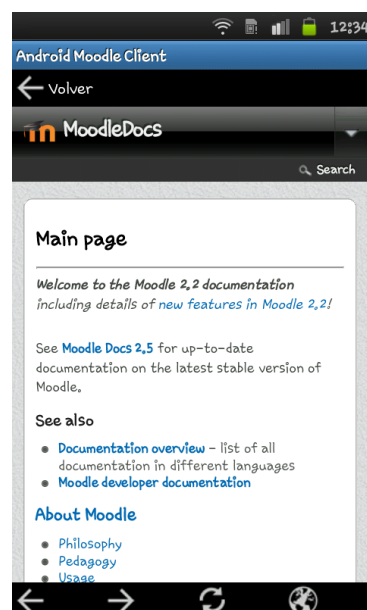 12:34
Android Moodle Client
Volver
MoodleDocs
Search
Main page
Welcome to the Moodle 2.2 documentation
including details of new features in Moodle 2.2!
See Moodle Docs 2.5 for up-to-date
documentation on the latest stable version of
Moodle.
See also
Documentation overview - list of all
documentation in different languages
Moodle developer documentation
About Moodle
Philosophy
Pedagogy
Usage